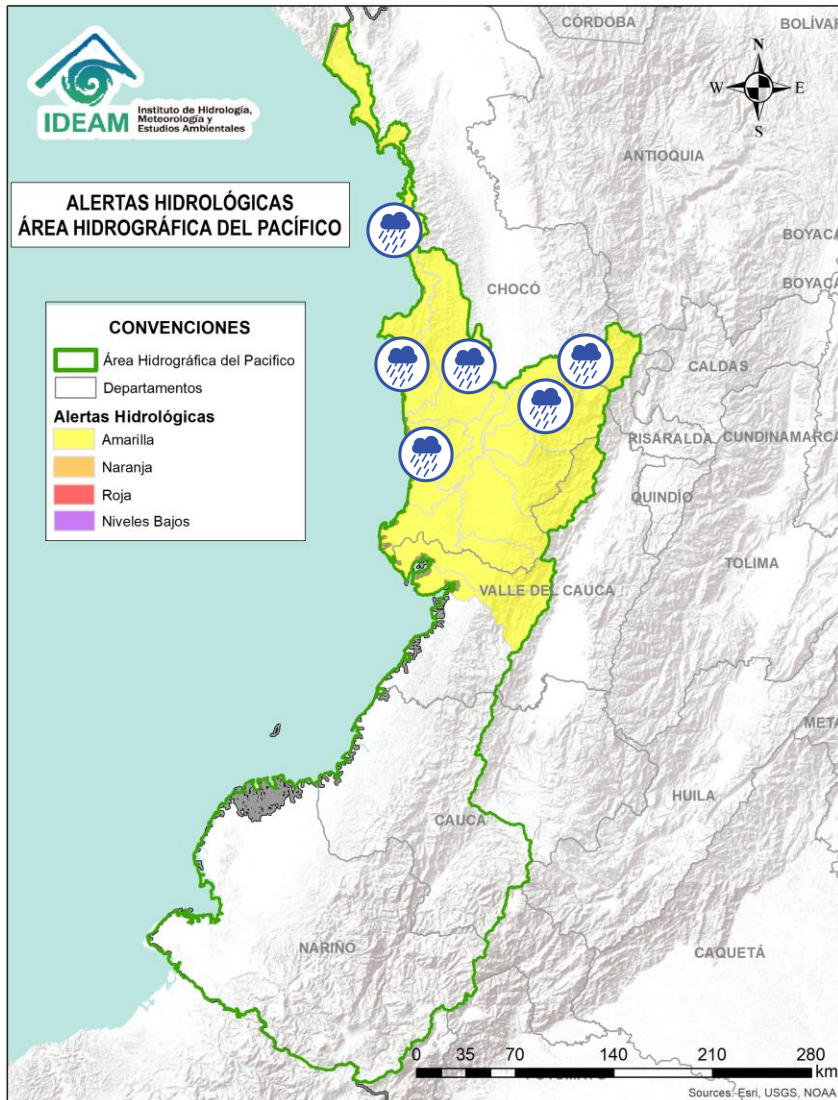 CÓRDOBA
BOLÍVAR
N
W
E
S
IDEAM
Instituto de Hidrología,
Meteorología y
Estudios Ambientales
ANTIOQUIA
ALERTAS HIDROLÓGICAS
ÁREA HIDROGRÁFICA DEL PACÍFICO
BOYACÁ
BOYACÁ
CHOCÓ
CONVENCIONES
Área Hidrográfica del Pacifico
Departamentos
Alertas Hidrológicas
Amarilla
Naranja
Roja
Niveles Bajos
CALDAS
RISARALDA
CUNDINAMARCA
QUINDÍO
TOLIMA
VALLE DEL CAUCA
META
HUILA
CAUCA
NARIÑO
CAQUETÁ
0 35 70 140 210 280
km
Sources: Esri, USGS, NOAA